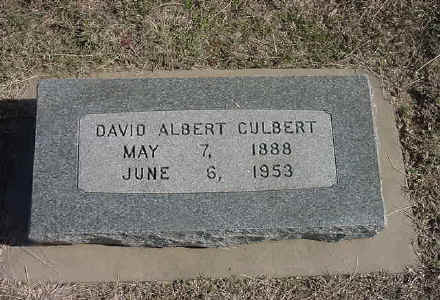 DAVID ALBERT CULBERT
MAY 7, 1888
JUNE 6, 1953